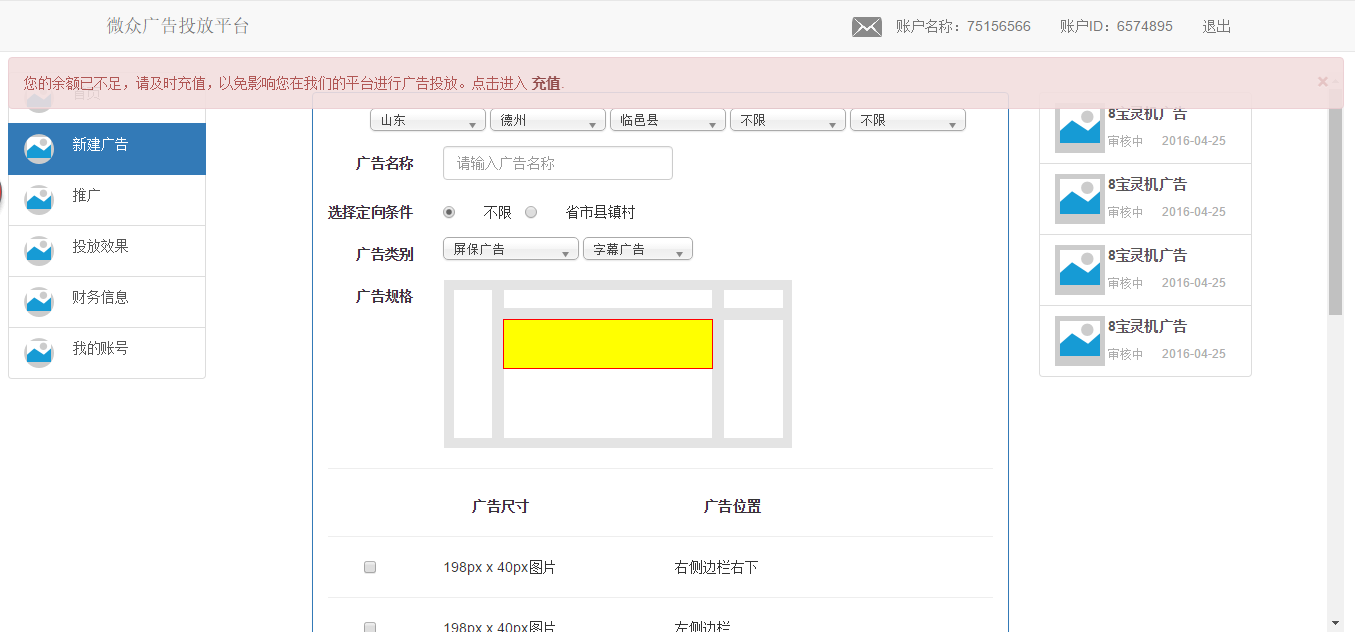 微众广告投放平台
账户名称：75156566 账户ID：6574895 退出
您的余额已不足，请及时充值，以免影响您在我们的平台进行广告投放。点击进入 充值.
×
首页
新建广告
推广
投放效果
财务信息
我的账号
山东 德州 临邑县 不限 不限
广告名称 请输入广告名称
选择定向条件 不限 省市县镇村
广告类别 屏保广告 字幕广告
广告规格
广告尺寸 广告位置
198px x 40px图片 右侧边栏右下
198px x 40px图片 左侧边栏
8宝灵机广告
审核中 2016-04-25
8宝灵机广告
审核中 2016-04-25
8宝灵机广告
审核中 2016-04-25
8宝灵机广告
审核中 2016-04-25